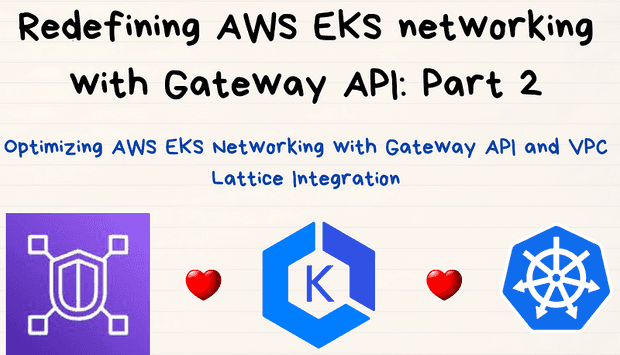 Redefining AWS EKS networking
with Gateway API: Part 2
Optimizing AWS EKS Networking with Gateway API and VPC
Lattice Integration
K